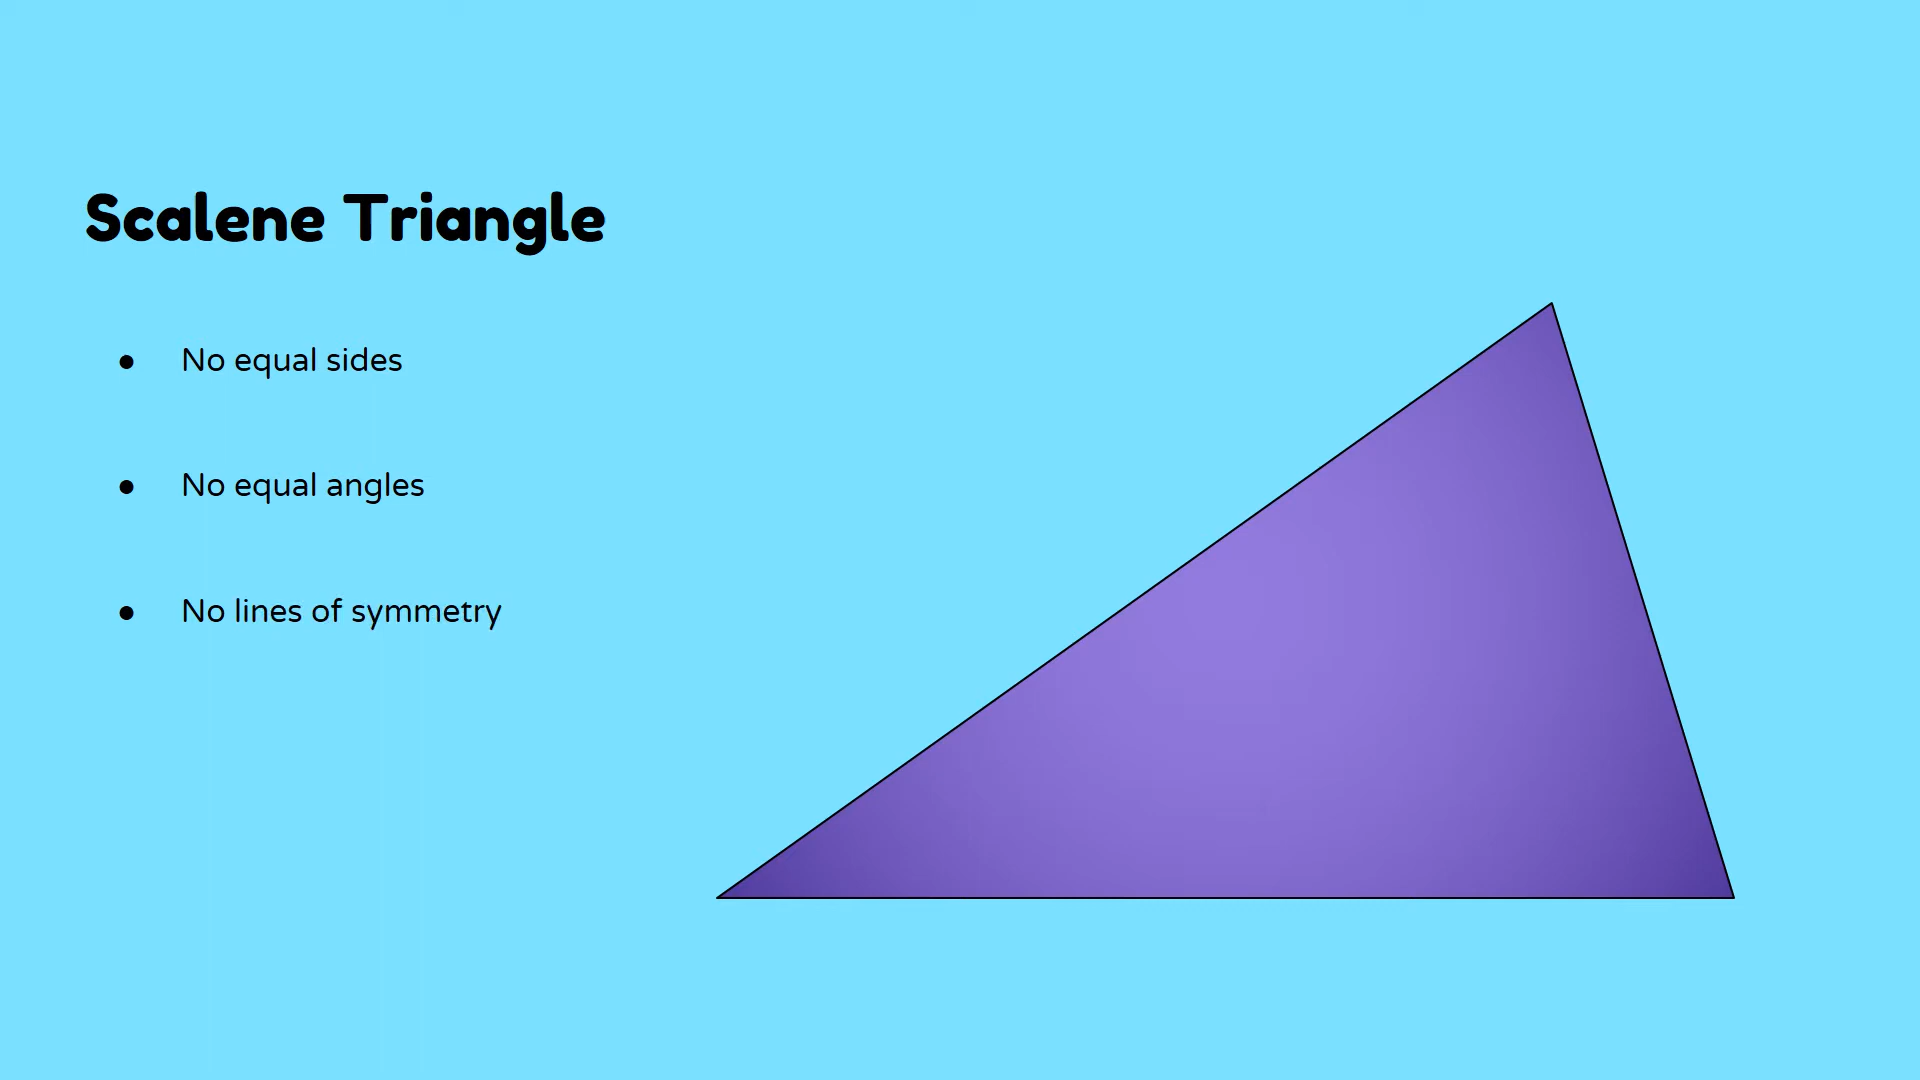 Scalene Triangle
● No equal sides
● No equal angles
● No lines of symmetry